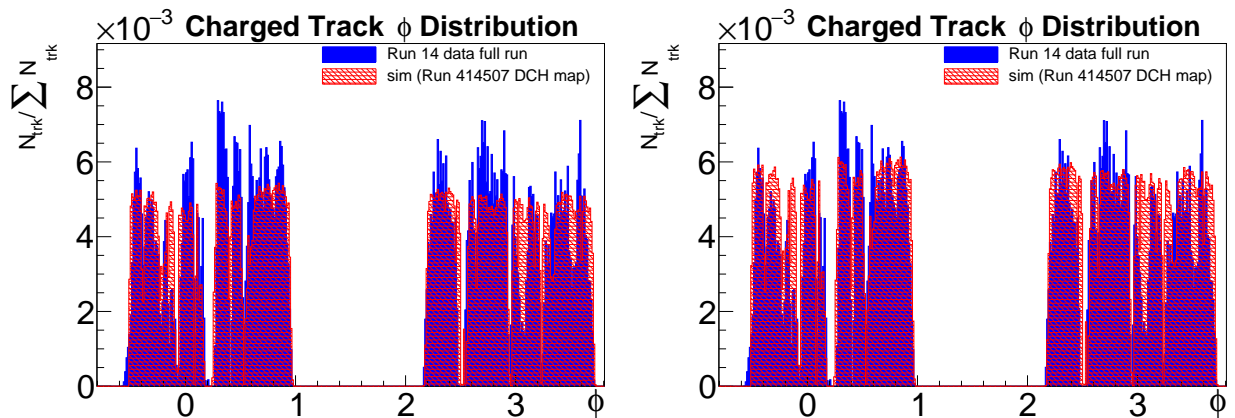 ×10⁻³ Charged Track ϕ Distribution
N_trk/∑ N_trk
Run 14 data full run
sim (Run 414507 DCH map)
8
6
4
2
0
0 1 2 3 ϕ
×10⁻³ Charged Track ϕ Distribution
N_trk/∑ N_trk
Run 14 data full run
sim (Run 414507 DCH map)
8
6
4
2
0
0 1 2 3 ϕ